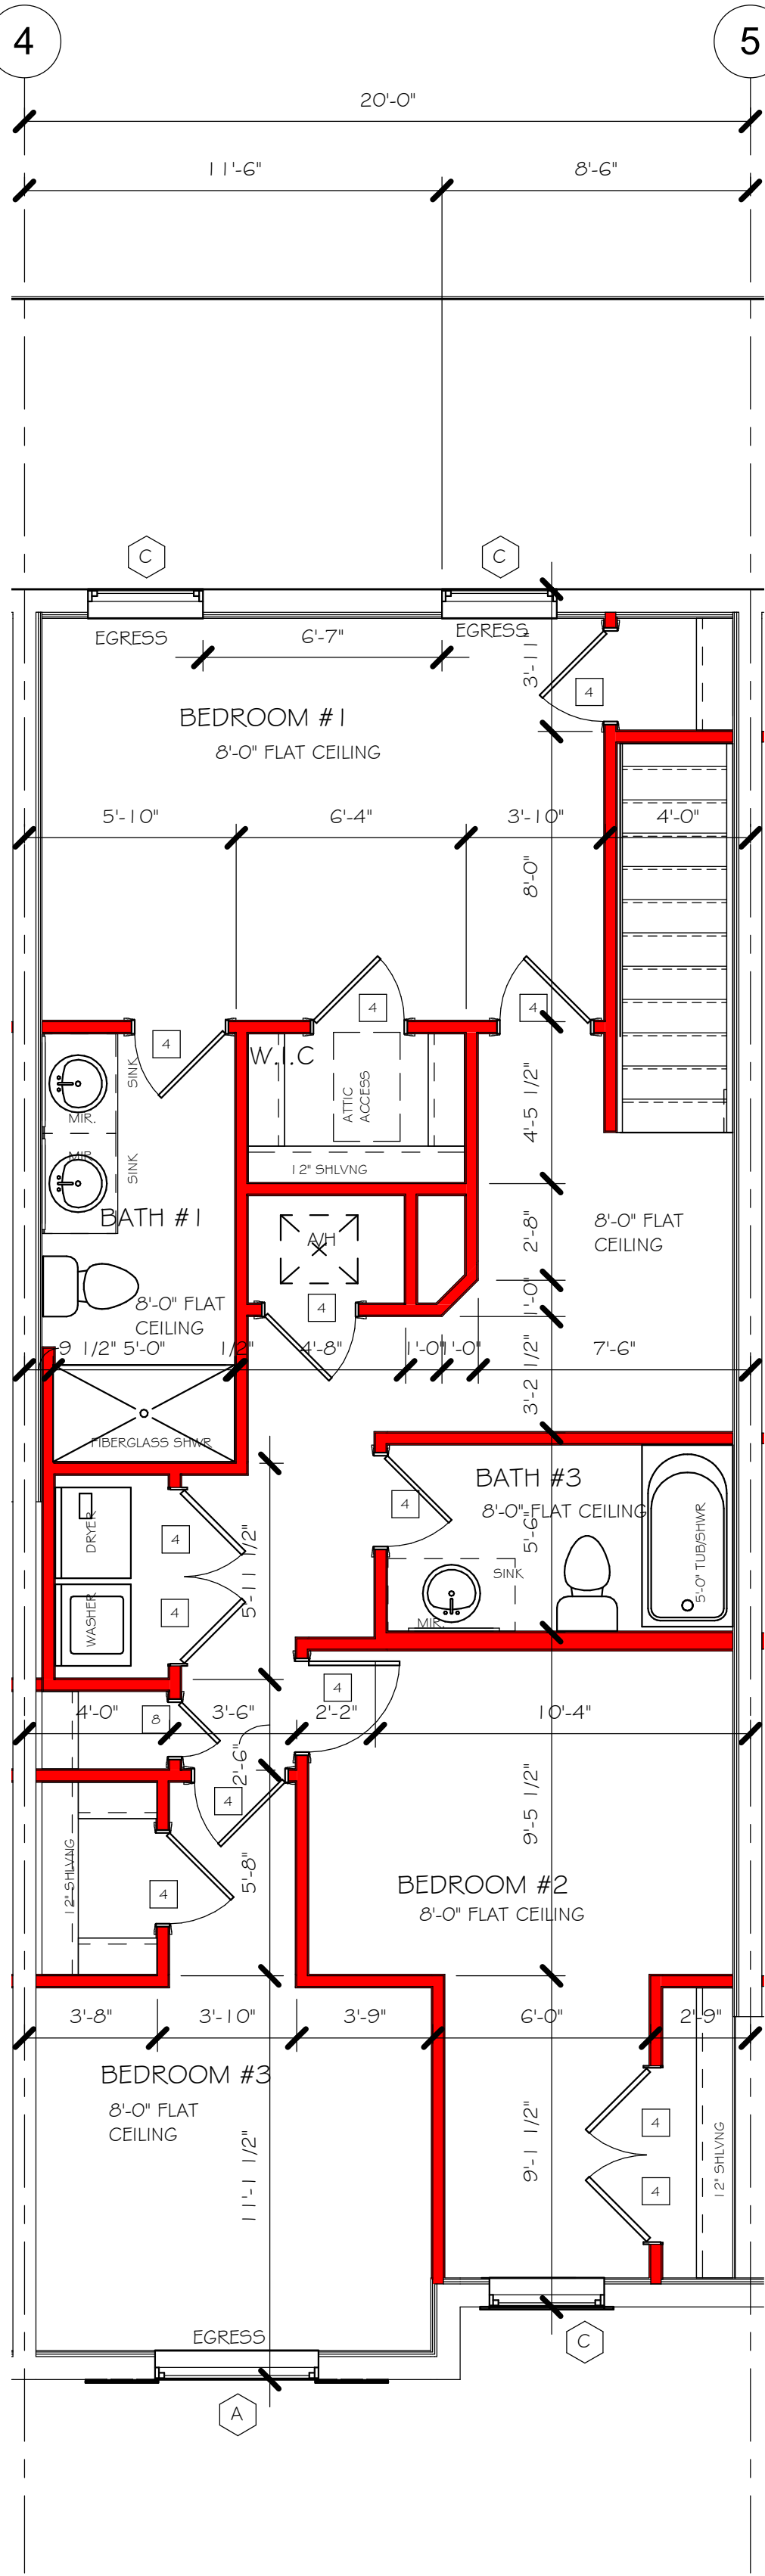 4
5
20'-0"
11'-6"
8'-6"
C
C
EGRESS
6'-7"
EGRESS
3'-11"
4
BEDROOM #1
8'-0" FLAT CEILING
5'-10"
6'-4"
3'-10"
4'-0"
8'-0"
4
4
4
W.I.C
SINK
ATTIC
ACCESS
4'-5 1/2"
MIR.
MIR.
SINK
12" SHLVNG
BATH #1
8'-0" FLAT
CEILING
A/H
2'-8"
8'-0" FLAT
CEILING
4
1'-0"
9 1/2"
5'-0"
1/2"
4'-8"
1'-0"
1'-0"
3'-2 1/2"
7'-6"
FIBERGLASS SHWR
BATH #3
8'-0" FLAT CEILING
4
DRYER
4
5'-11 1/2"
5'-6"
5'-0" TUB/SHWR
SINK
WASHER
4
MIR.
4
4'-0"
8
3'-6"
2'-2"
10'-4"
2'-6"
4
9'-5 1/2"
12" SHLVNG
4
5'-8"
BEDROOM #2
8'-0" FLAT CEILING
3'-8"
3'-10"
3'-9"
6'-0"
2'-9"
BEDROOM #3
8'-0" FLAT
CEILING
11'-1 1/2"
9'-1 1/2"
4
4
12" SHLVNG
EGRESS
C
A